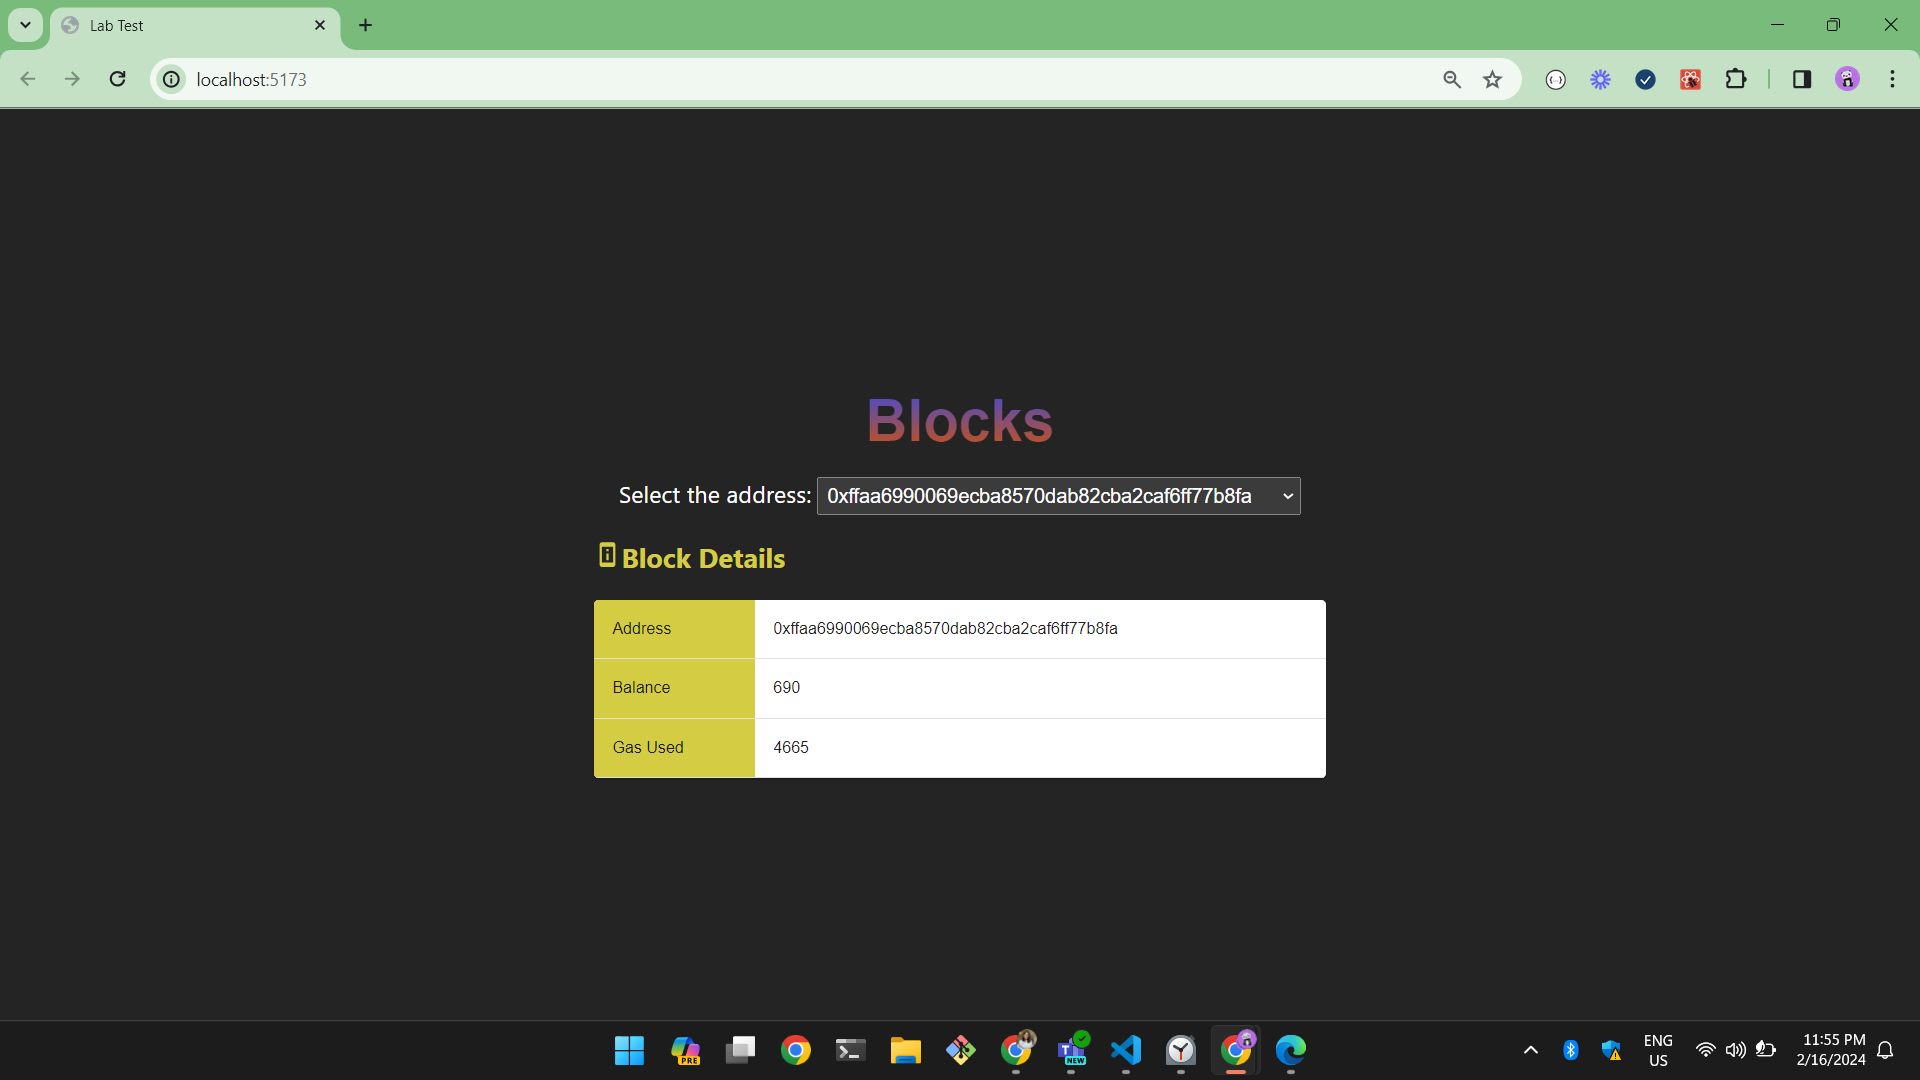 Lab Test
localhost:5173
Blocks
Select the address: 0xffaa6990069ecba8570dab82cba2caf6ff77b8fa
Block Details
Address 0xffaa6990069ecba8570dab82cba2caf6ff77b8fa
Balance 690
Gas Used 4665
PRE
NEW
ENG
US
11:55 PM
2/16/2024